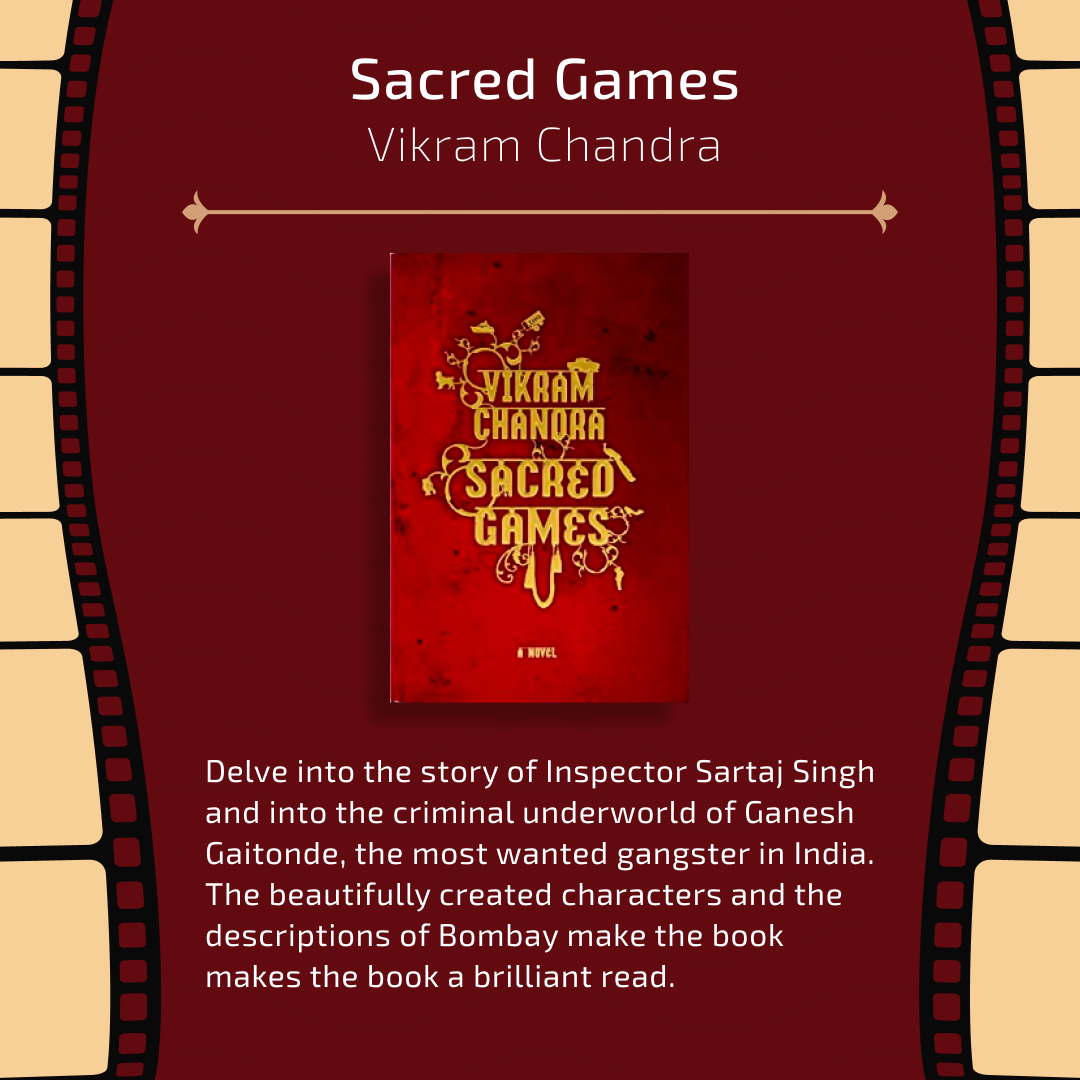 Sacred Games
Vikram Chandra
VIKRAM
CHANDRA
SACRED
GAMES
A NOVEL
Delve into the story of Inspector Sartaj Singh
and into the criminal underworld of Ganesh
Gaitonde, the most wanted gangster in India.
The beautifully created characters and the
descriptions of Bombay make the book
makes the book a brilliant read.